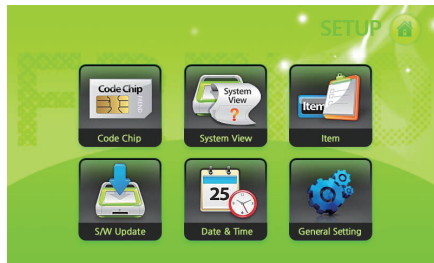 SETUP
Code Chip
System
View
?
Item
Code Chip
System View
Item
25
S/W Update
Date & Time
General Setting